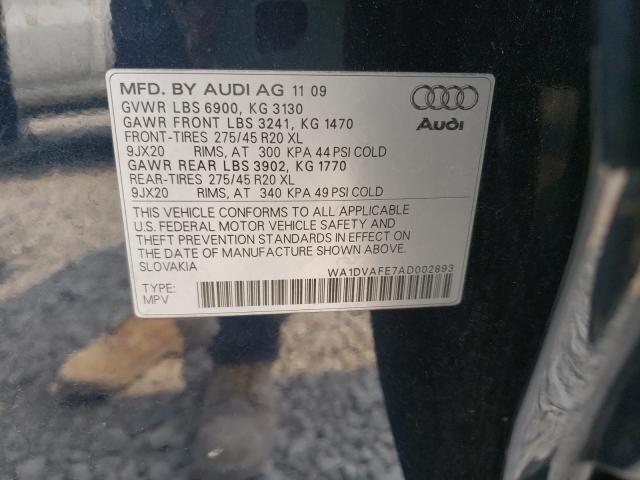 MFD. BY AUDI AG 11 09
GVWR LBS 6900, KG 3130
GAWR FRONT LBS 3241, KG 1470
FRONT-TIRES 275/45 R20 XL
9JX20 RIMS, AT 300 KPA 44 PSI COLD
GAWR REAR LBS 3902, KG 1770
REAR-TIRES 275/45 R20 XL
9JX20 RIMS, AT 340 KPA 49 PSI COLD
Audi
THIS VEHICLE CONFORMS TO ALL APPLICABLE
U.S. FEDERAL MOTOR VEHICLE SAFETY AND
THEFT PREVENTION STANDARDS IN EFFECT ON
THE DATE OF MANUFACTURE SHOWN ABOVE.
SLOVAKIA
WA1DVAFE7AD002893
TYPE:
MPV